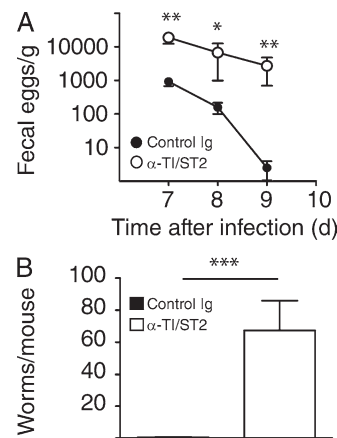 A
Fecal eggs/g
**
*
**
10000
1000
100
10
Control Ig
α-TI/ST2
7 8 9 10
Time after infection (d)
B
Worms/mouse
***
100
80
60
40
20
Control Ig
α-TI/ST2